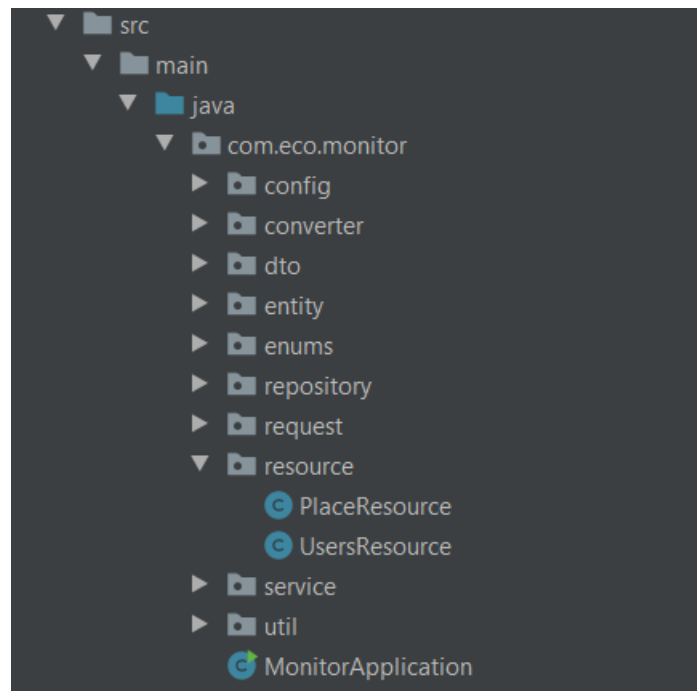 src
main
java
com.eco.monitor
config
converter
dto
entity
enums
repository
request
resource
PlaceResource
UsersResource
service
util
MonitorApplication